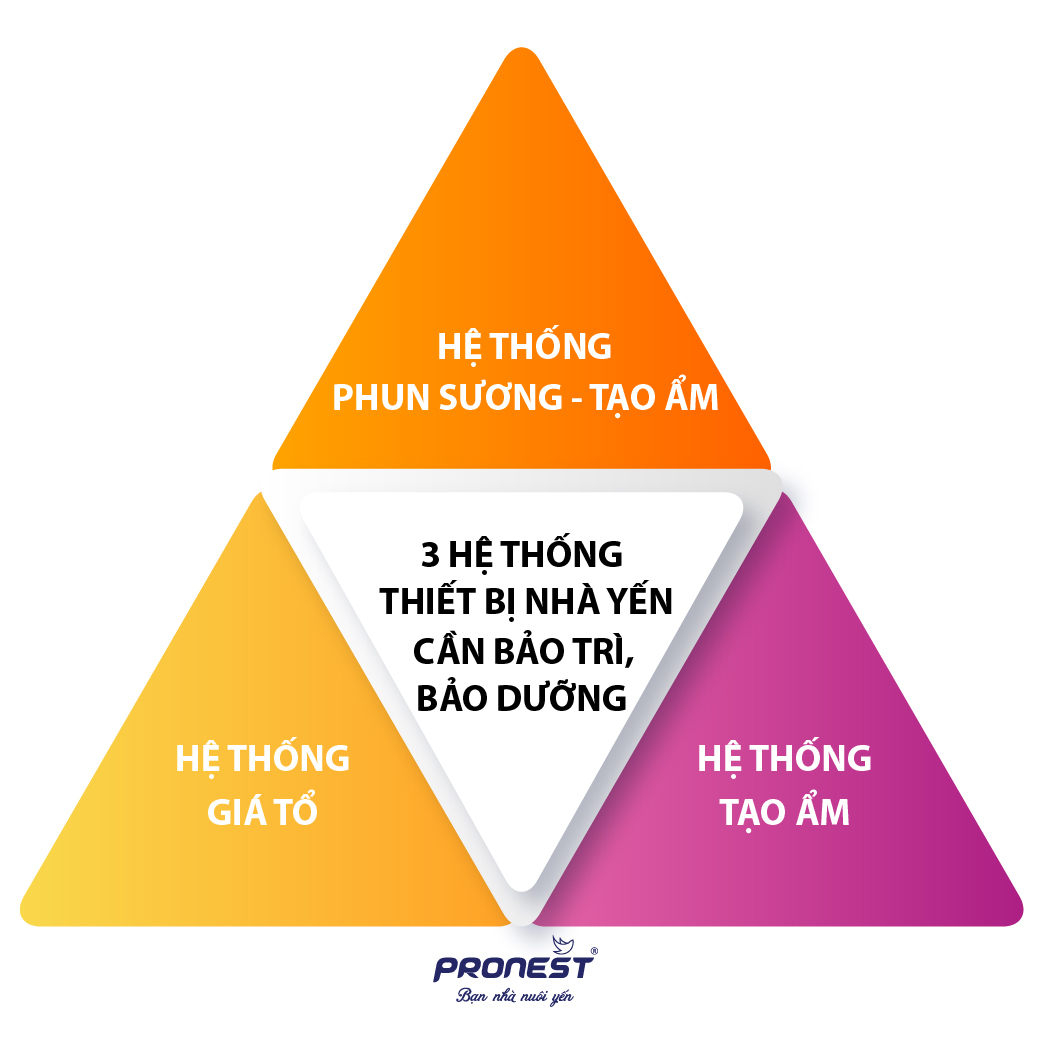 HỆ THỐNG
PHUN SƯƠNG - TẠO ẨM
3 HỆ THỐNG
THIẾT BỊ NHÀ YẾN
CẦN BẢO TRÌ,
BẢO DƯỠNG
HỆ THỐNG
GIÁ TỔ
HỆ THỐNG
TẠO ẨM
PRONEST®
Bạn nhà nuôi yến